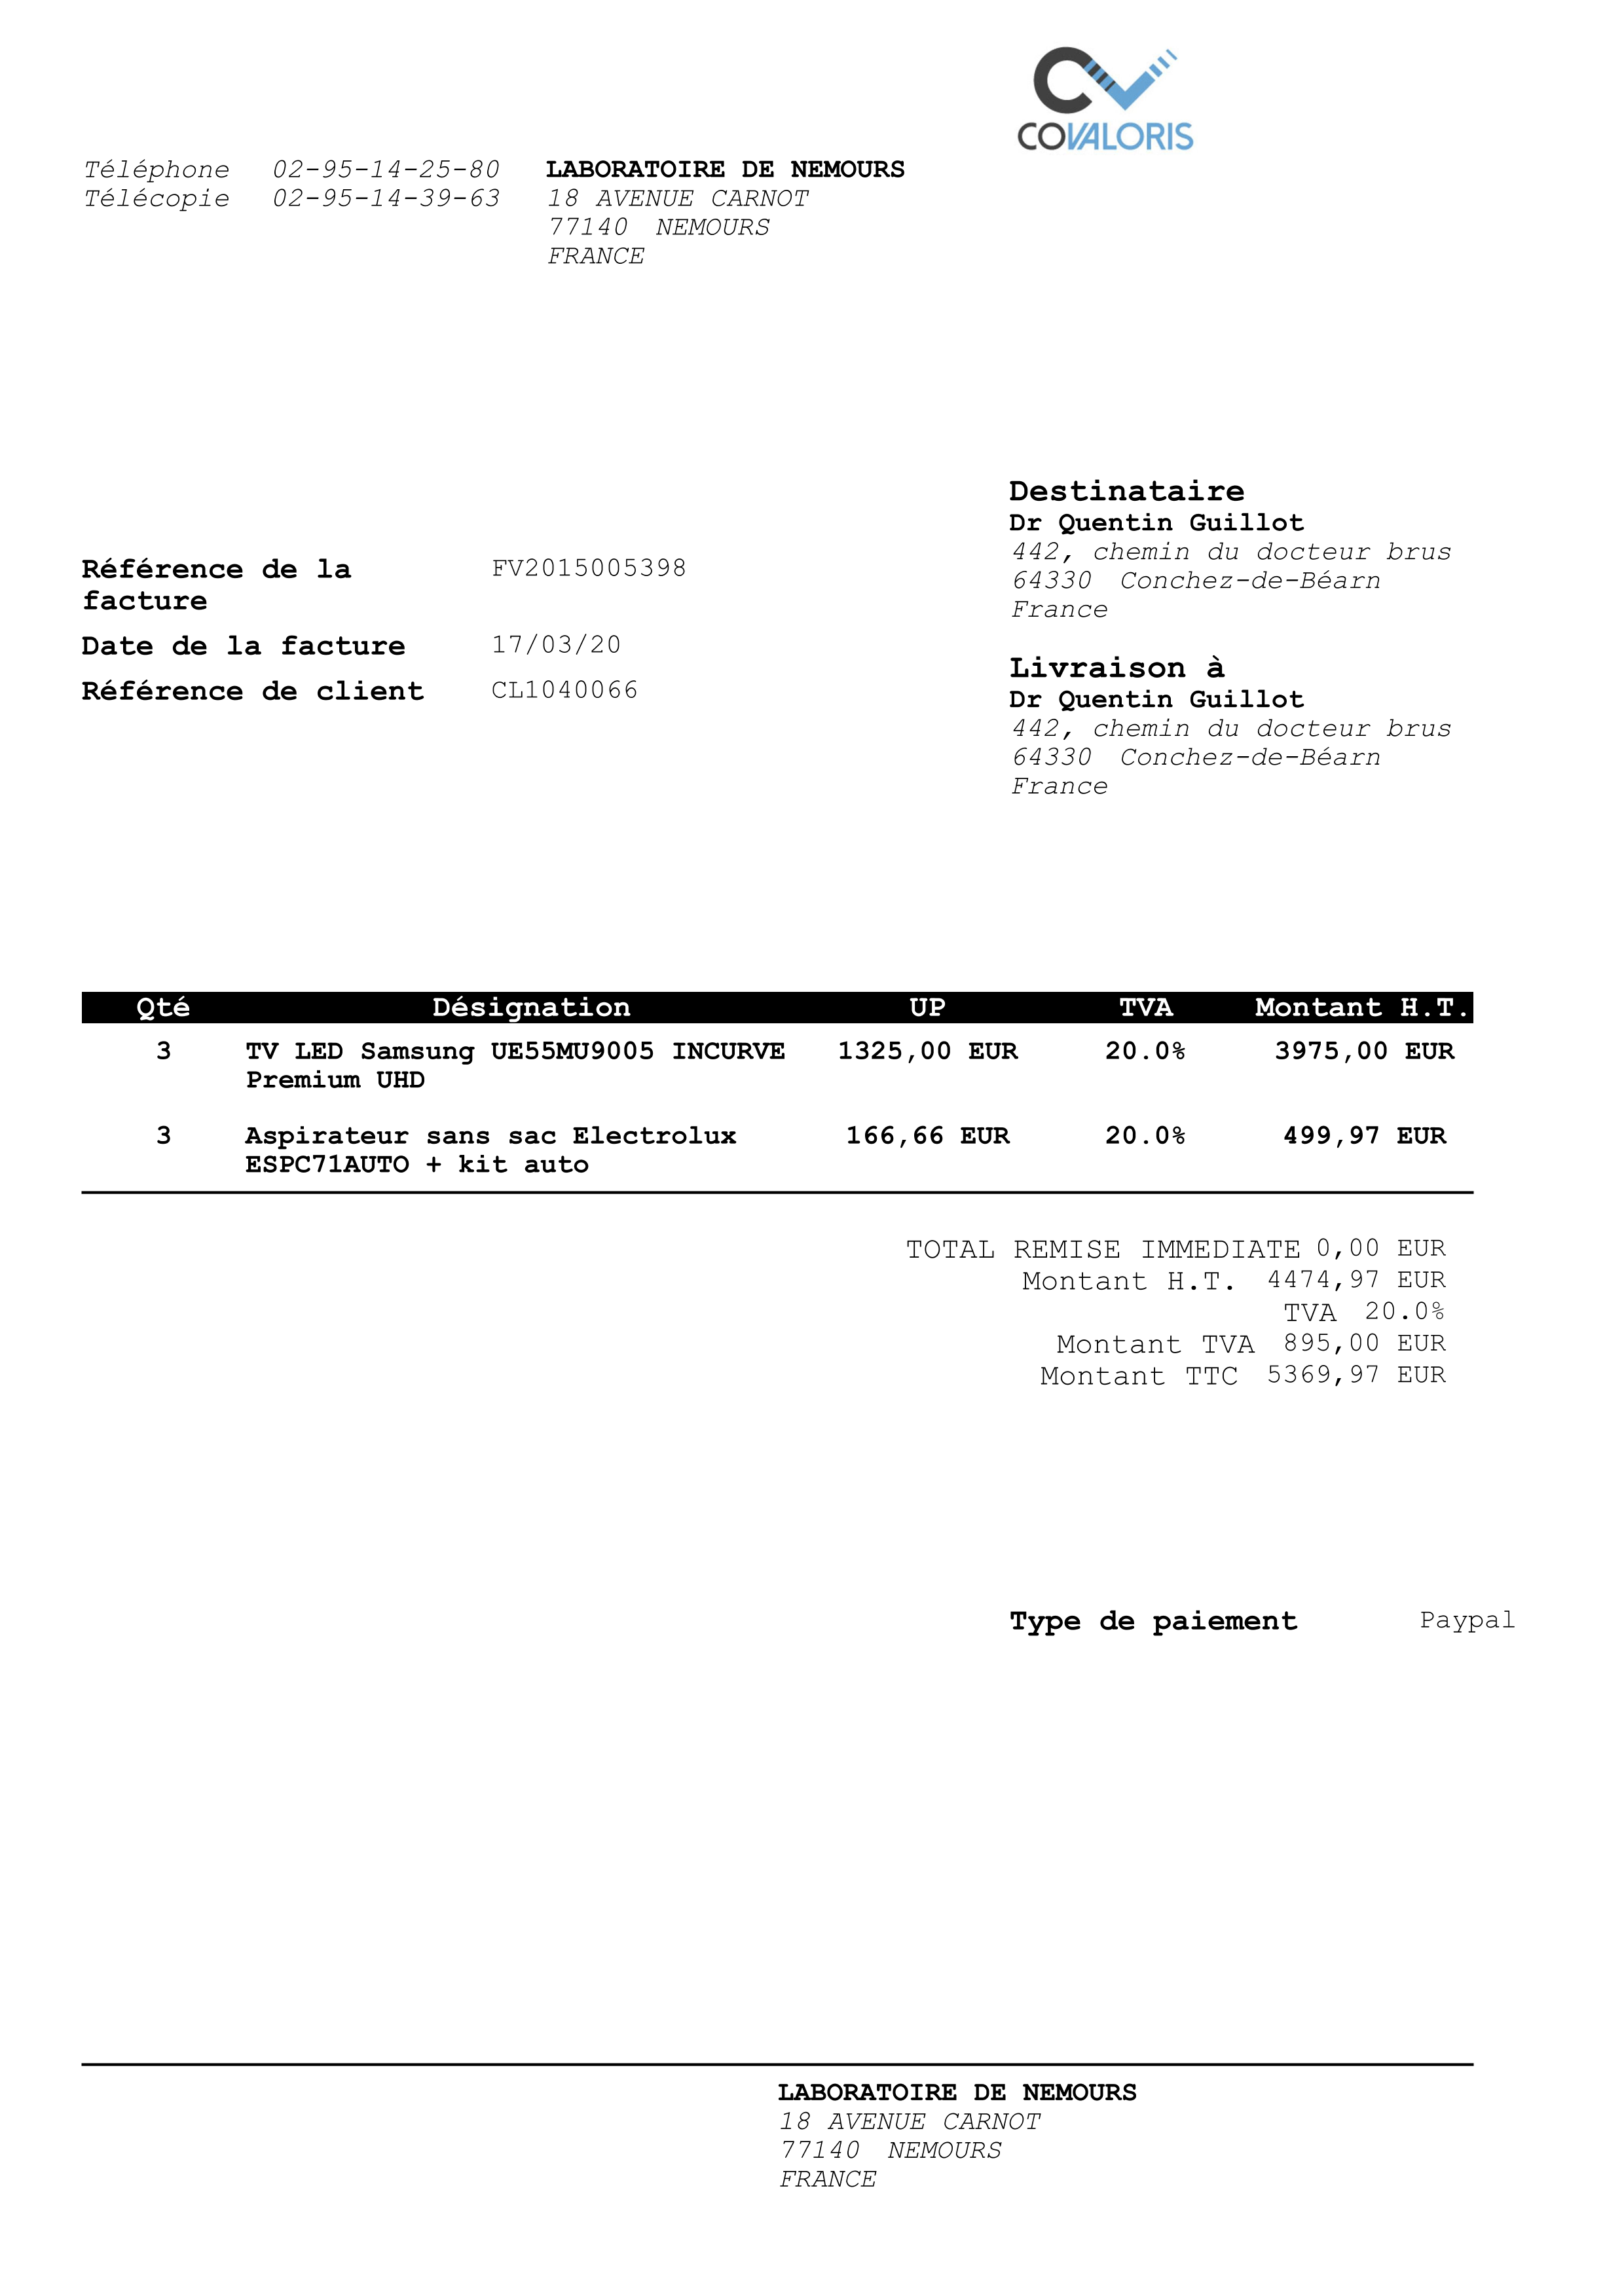 COVALORIS
Téléphone 02-95-14-25-80
Télécopie 02-95-14-39-63
LABORATOIRE DE NEMOURS
18 AVENUE CARNOT
77140 NEMOURS
FRANCE
Destinataire
Dr Quentin Guillot
442, chemin du docteur brus
64330 Conchez-de-Béarn
France
Référence de la
facture
FV2015005398
Date de la facture 17/03/20
Référence de client CL1040066
Livraison à
Dr Quentin Guillot
442, chemin du docteur brus
64330 Conchez-de-Béarn
France
Qté Désignation UP TVA Montant H.T.
3 TV LED Samsung UE55MU9005 INCURVE 1325,00 EUR 20.0% 3975,00 EUR
Premium UHD
3 Aspirateur sans sac Electrolux 166,66 EUR 20.0% 499,97 EUR
ESPC71AUTO + kit auto
TOTAL REMISE IMMEDIATE 0,00 EUR
Montant H.T. 4474,97 EUR
TVA 20.0%
Montant TVA 895,00 EUR
Montant TTC 5369,97 EUR
Type de paiement Paypal
LABORATOIRE DE NEMOURS
18 AVENUE CARNOT
77140 NEMOURS
FRANCE